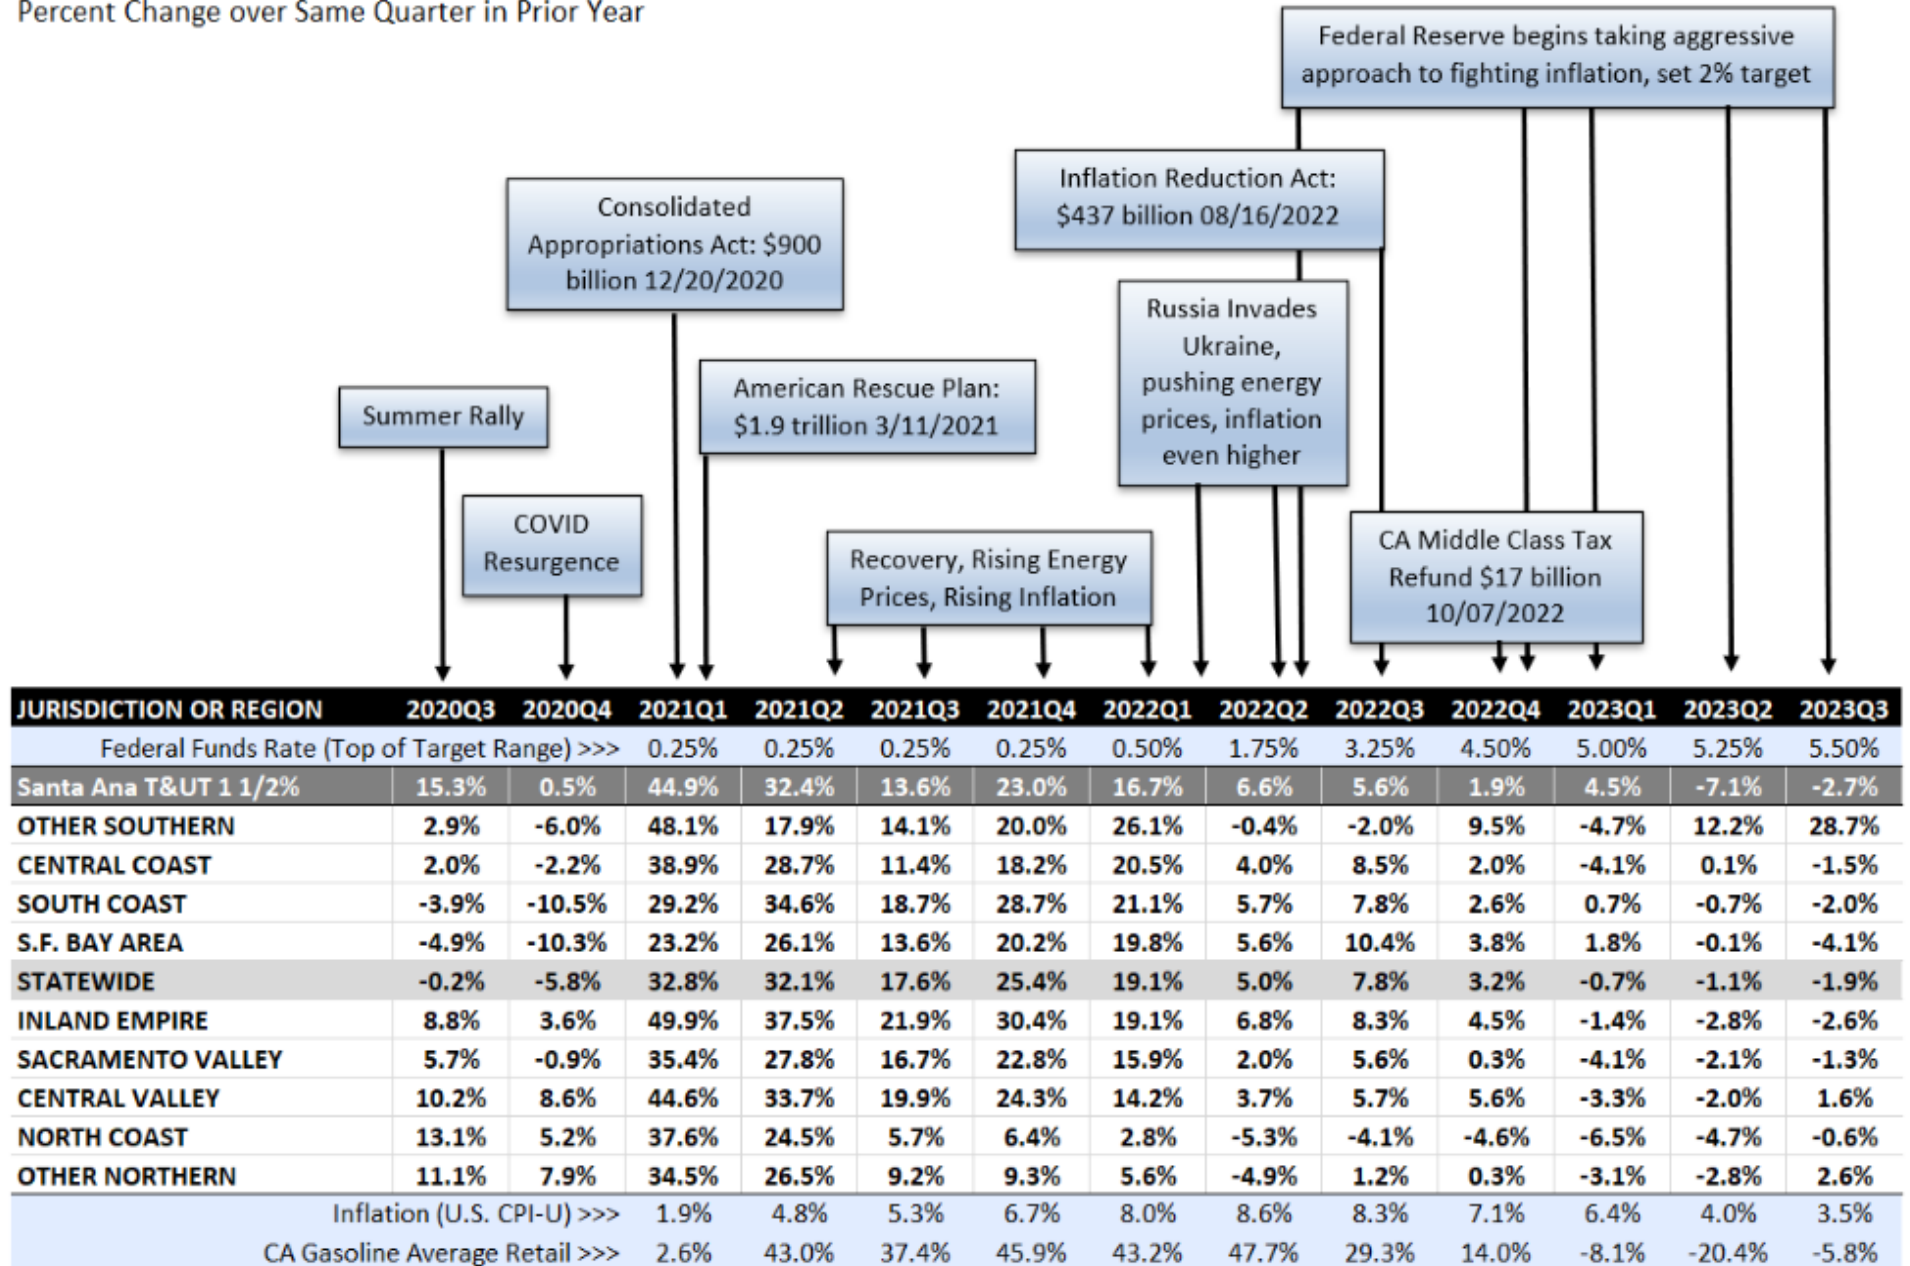 Percent Change over Same Quarter in Prior Year
Federal Reserve begins taking aggressive
approach to fighting inflation, set 2% target
Inflation Reduction Act:
$437 billion 08/16/2022
Consolidated
Appropriations Act: $900
billion 12/20/2020
Russia Invades
Ukraine,
pushing energy
prices, inflation
even higher
American Rescue Plan:
$1.9 trillion 3/11/2021
Summer Rally
COVID
Resurgence
Recovery, Rising Energy
Prices, Rising Inflation
CA Middle Class Tax
Refund $17 billion
10/07/2022
JURISDICTION OR REGION 2020Q3 2020Q4 2021Q1 2021Q2 2021Q3 2021Q4 2022Q1 2022Q2 2022Q3 2022Q4 2023Q1 2023Q2 2023Q3
Federal Funds Rate (Top of Target Range) >>> 0.25% 0.25% 0.25% 0.25% 0.50% 1.75% 3.25% 4.50% 5.00% 5.25% 5.50%
Santa Ana T&UT 1 1/2% 15.3% 0.5% 44.9% 32.4% 13.6% 23.0% 16.7% 6.6% 5.6% 1.9% 4.5% -7.1% -2.7%
OTHER SOUTHERN 2.9% -6.0% 48.1% 17.9% 14.1% 20.0% 26.1% -0.4% -2.0% 9.5% -4.7% 12.2% 28.7%
CENTRAL COAST 2.0% -2.2% 38.9% 28.7% 11.4% 18.2% 20.5% 4.0% 8.5% 2.0% -4.1% 0.1% -1.5%
SOUTH COAST -3.9% -10.5% 29.2% 34.6% 18.7% 28.7% 21.1% 5.7% 7.8% 2.6% 0.7% -0.7% -2.0%
S.F. BAY AREA -4.9% -10.3% 23.2% 26.1% 13.6% 20.2% 19.8% 5.6% 10.4% 3.8% 1.8% -0.1% -4.1%
STATEWIDE -0.2% -5.8% 32.8% 32.1% 17.6% 25.4% 19.1% 5.0% 7.8% 3.2% -0.7% -1.1% -1.9%
INLAND EMPIRE 8.8% 3.6% 49.9% 37.5% 21.9% 30.4% 19.1% 6.8% 8.3% 4.5% -1.4% -2.8% -2.6%
SACRAMENTO VALLEY 5.7% -0.9% 35.4% 27.8% 16.7% 22.8% 15.9% 2.0% 5.6% 0.3% -4.1% -2.1% -1.3%
CENTRAL VALLEY 10.2% 8.6% 44.6% 33.7% 19.9% 24.3% 14.2% 3.7% 5.7% 5.6% -3.3% -2.0% 1.6%
NORTH COAST 13.1% 5.2% 37.6% 24.5% 5.7% 6.4% 2.8% -5.3% -4.1% -4.6% -6.5% -4.7% -0.6%
OTHER NORTHERN 11.1% 7.9% 34.5% 26.5% 9.2% 9.3% 5.6% -4.9% 1.2% 0.3% -3.1% -2.8% 2.6%
Inflation (U.S. CPI-U) >>> 1.9% 4.8% 5.3% 6.7% 8.0% 8.6% 8.3% 7.1% 6.4% 4.0% 3.5%
CA Gasoline Average Retail >>> 2.6% 43.0% 37.4% 45.9% 43.2% 47.7% 29.3% 14.0% -8.1% -20.4% -5.8%